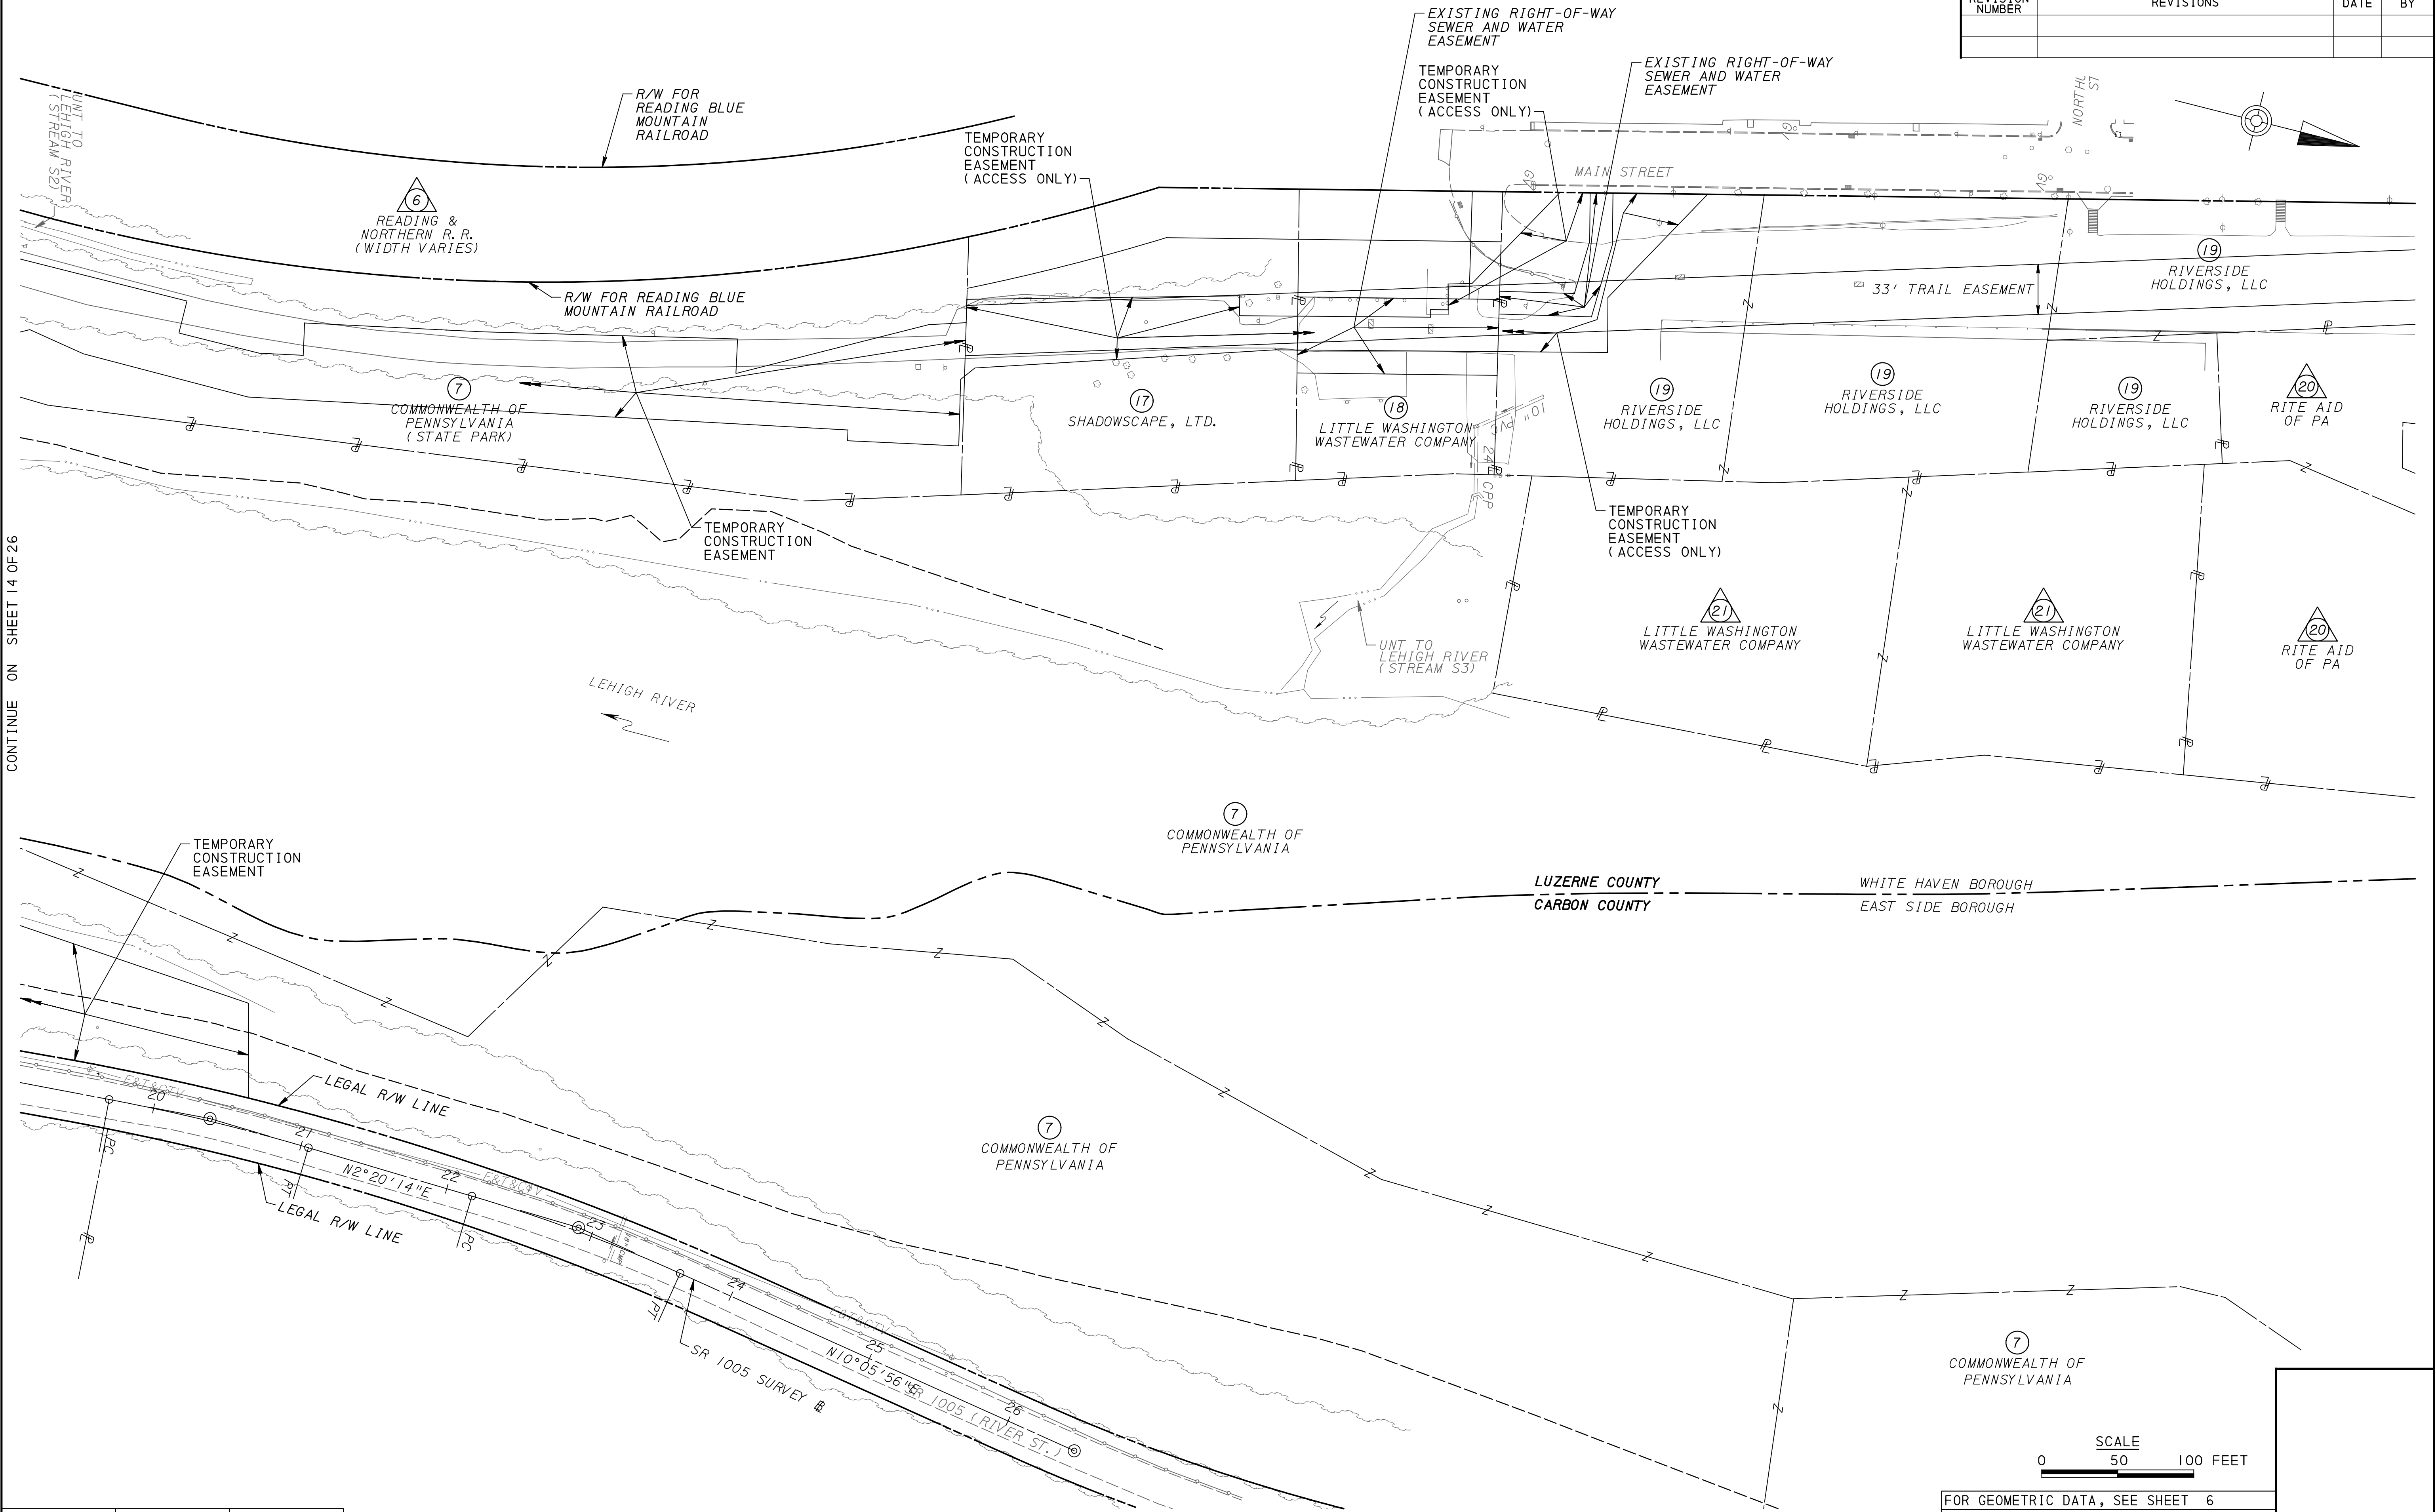 REVISION
NUMBER
REVISIONS
DATE
BY
EXISTING RIGHT-OF-WAY
SEWER AND WATER
EASEMENT
EXISTING RIGHT-OF-WAY
SEWER AND WATER
EASEMENT
TEMPORARY
CONSTRUCTION
EASEMENT
(ACCESS ONLY)
TEMPORARY
CONSTRUCTION
EASEMENT
(ACCESS ONLY)
R/W FOR
READING BLUE
MOUNTAIN
RAILROAD
UNT TO
LEHIGH RIVER
(STREAM S2)
6
READING &
NORTHERN R.R.
(WIDTH VARIES)
R/W FOR READING BLUE
MOUNTAIN RAILROAD
MAIN STREET
GV
GV
GV
19
RIVERSIDE
HOLDINGS, LLC
33' TRAIL EASEMENT
7
COMMONWEALTH OF
PENNSYLVANIA
(STATE PARK)
17
SHADOWSCAPE, LTD.
18
LITTLE WASHINGTON
WASTEWATER COMPANY
10" PVC
24" CPP
19
RIVERSIDE
HOLDINGS, LLC
19
RIVERSIDE
HOLDINGS, LLC
19
RIVERSIDE
HOLDINGS, LLC
20
RITE AID
OF PA
TEMPORARY
CONSTRUCTION
EASEMENT
TEMPORARY
CONSTRUCTION
EASEMENT
(ACCESS ONLY)
UNT TO
LEHIGH RIVER
(STREAM S3)
21
LITTLE WASHINGTON
WASTEWATER COMPANY
21
LITTLE WASHINGTON
WASTEWATER COMPANY
20
RITE AID
OF PA
LEHIGH RIVER
CONTINUE ON SHEET 14 OF 26
7
COMMONWEALTH OF
PENNSYLVANIA
LUZERNE COUNTY
WHITE HAVEN BOROUGH
CARBON COUNTY
EAST SIDE BOROUGH
TEMPORARY
CONSTRUCTION
EASEMENT
E&T&CTV
LEGAL R/W LINE
20
21
PC
PT
N2°20'14"E
22
E&T&CTV
LEGAL R/W LINE
PC
23
18" CMP
24
PT
E&T&CTV
25
N10°05'56"E
SR 1005 (RIVER ST.)
26
SR 1005 SURVEY
7
COMMONWEALTH OF
PENNSYLVANIA
7
COMMONWEALTH OF
PENNSYLVANIA
SCALE
0 50 100 FEET
FOR GEOMETRIC DATA, SEE SHEET 6